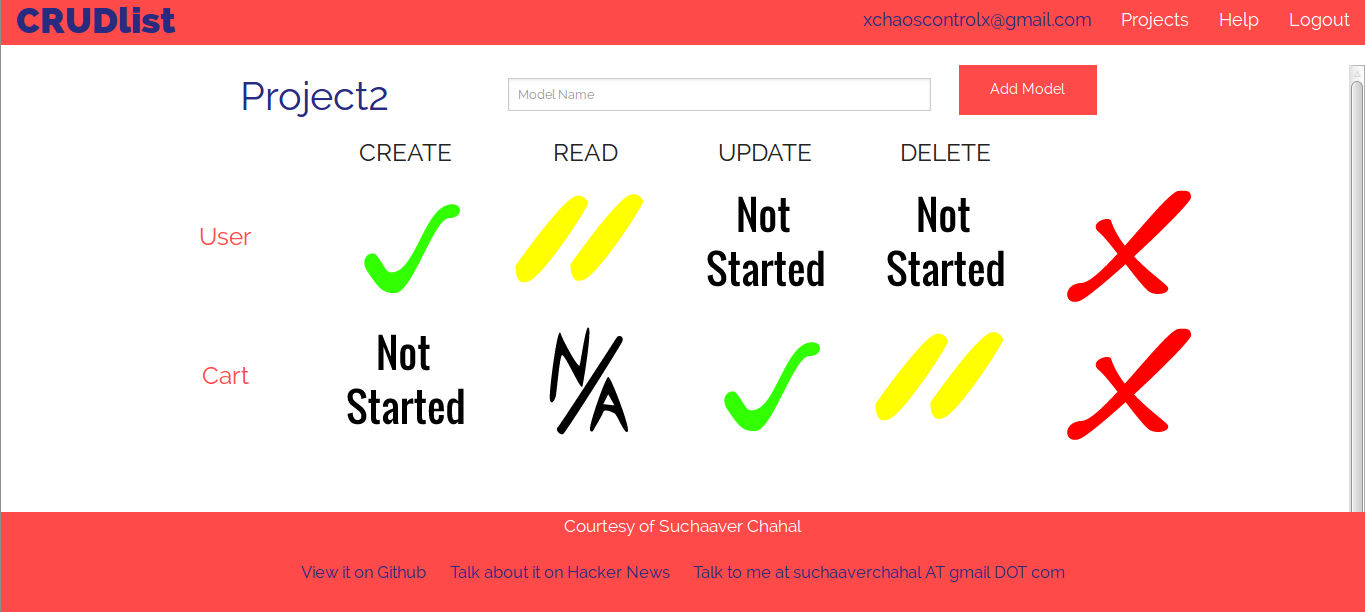 CRUDlist
xchaoscontrolx@gmail.com Projects Help Logout
Project2 Model Name Add Model
CREATE READ UPDATE DELETE
User
Not
Started
Not
Started
Cart
Not
Started
N/A
Courtesy of Suchaaver Chahal
View it on Github Talk about it on Hacker News Talk to me at suchaaverchahal AT gmail DOT com